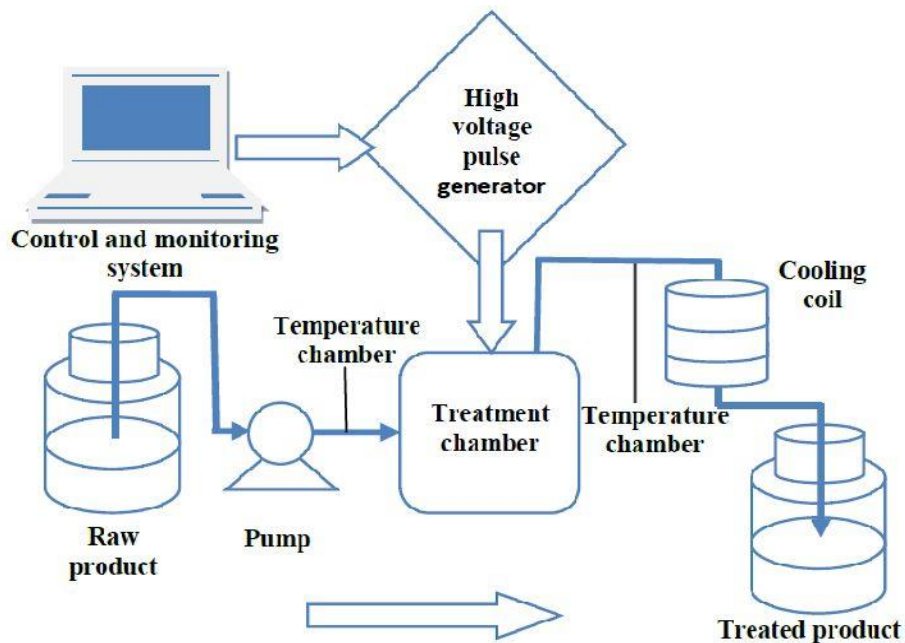 High
voltage
pulse
generator
Control and monitoring
system
Cooling
coil
Temperature
chamber
Treatment
chamber
Temperature
chamber
Raw
product
Pump
Treated product